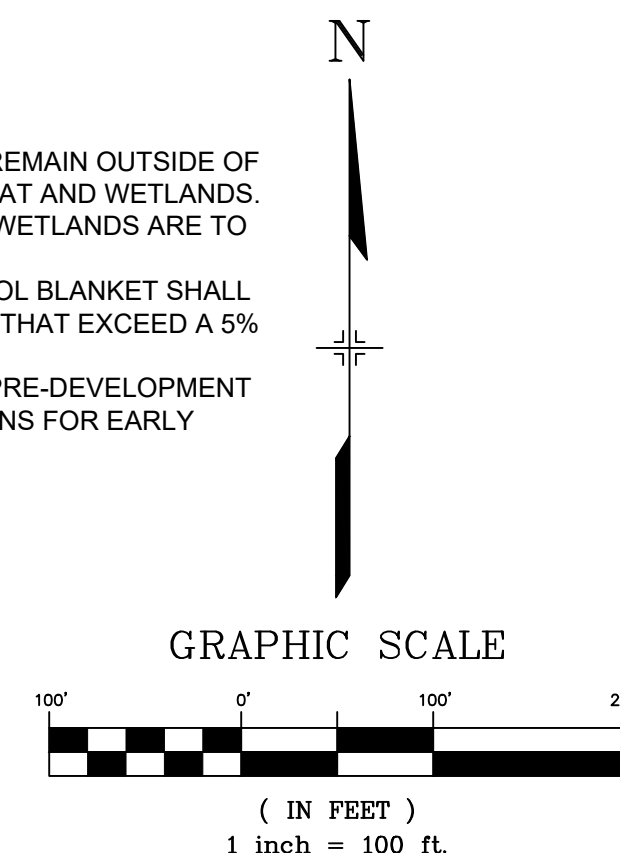 N
REMAIN OUTSIDE OF
AT AND WETLANDS.
WETLANDS ARE TO
OL BLANKET SHALL
THAT EXCEED A 5%
PRE-DEVELOPMENT
NS FOR EARLY
GRAPHIC SCALE
100' 0' 100' 2
( IN FEET )
1 inch = 100 ft.